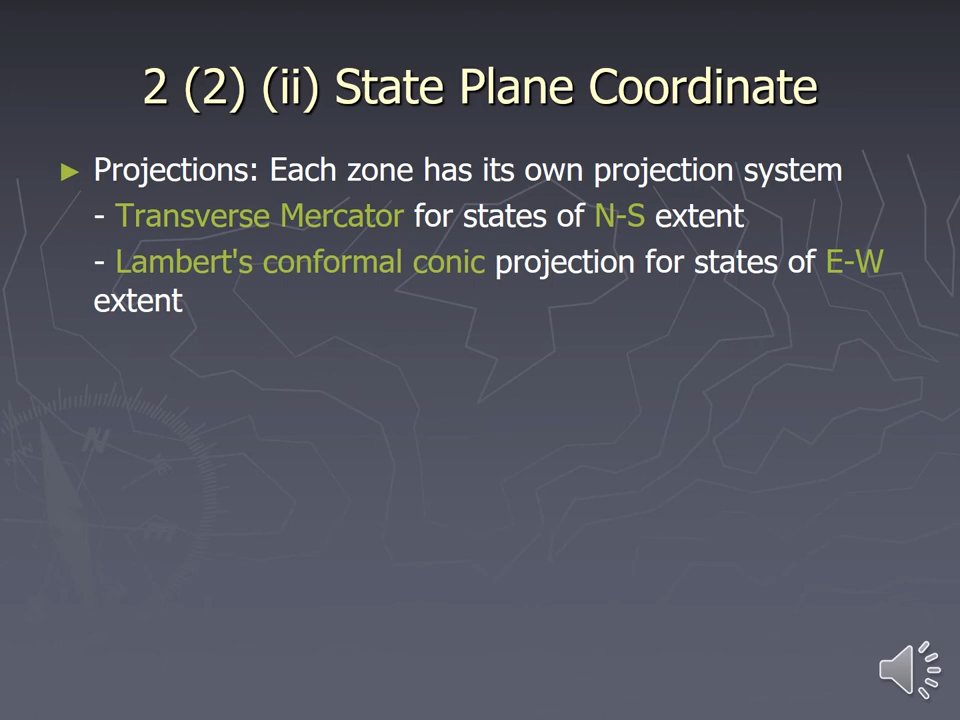 2 (2) (ii) State Plane Coordinate
► Projections: Each zone has its own projection system
- Transverse Mercator for states of N-S extent
- Lambert's conformal conic projection for states of E-W
extent
N